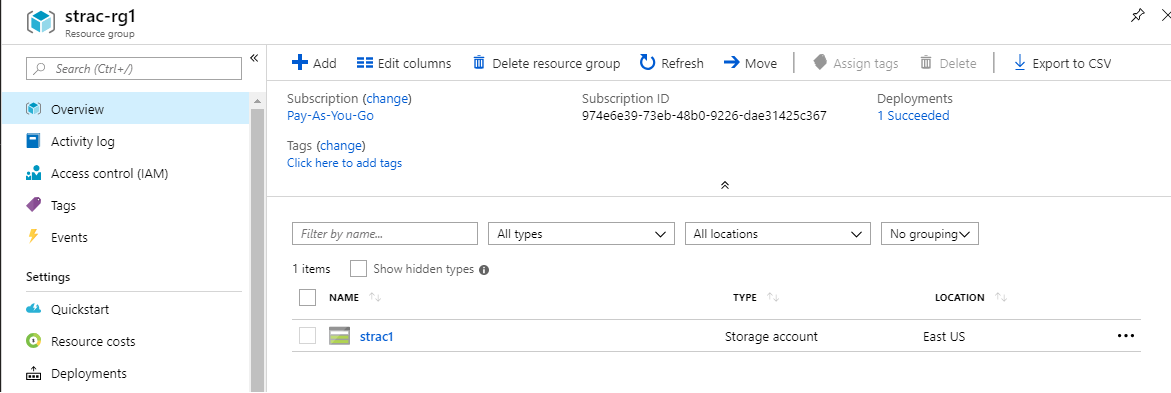 strac-rg1
Resource group
Search (Ctrl+/)
Overview
Activity log
Access control (IAM)
Tags
Events
Settings
Quickstart
Resource costs
Deployments
Add Edit columns Delete resource group Refresh Move Assign tags Delete Export to CSV
Subscription (change) Subscription ID Deployments
Pay-As-You-Go 974e6e39-73eb-48b0-9226-dae31425c367 1 Succeeded
Tags (change)
Click here to add tags
Filter by name... All types All locations No grouping
1 items Show hidden types
NAME TYPE LOCATION
strac1 Storage account East US